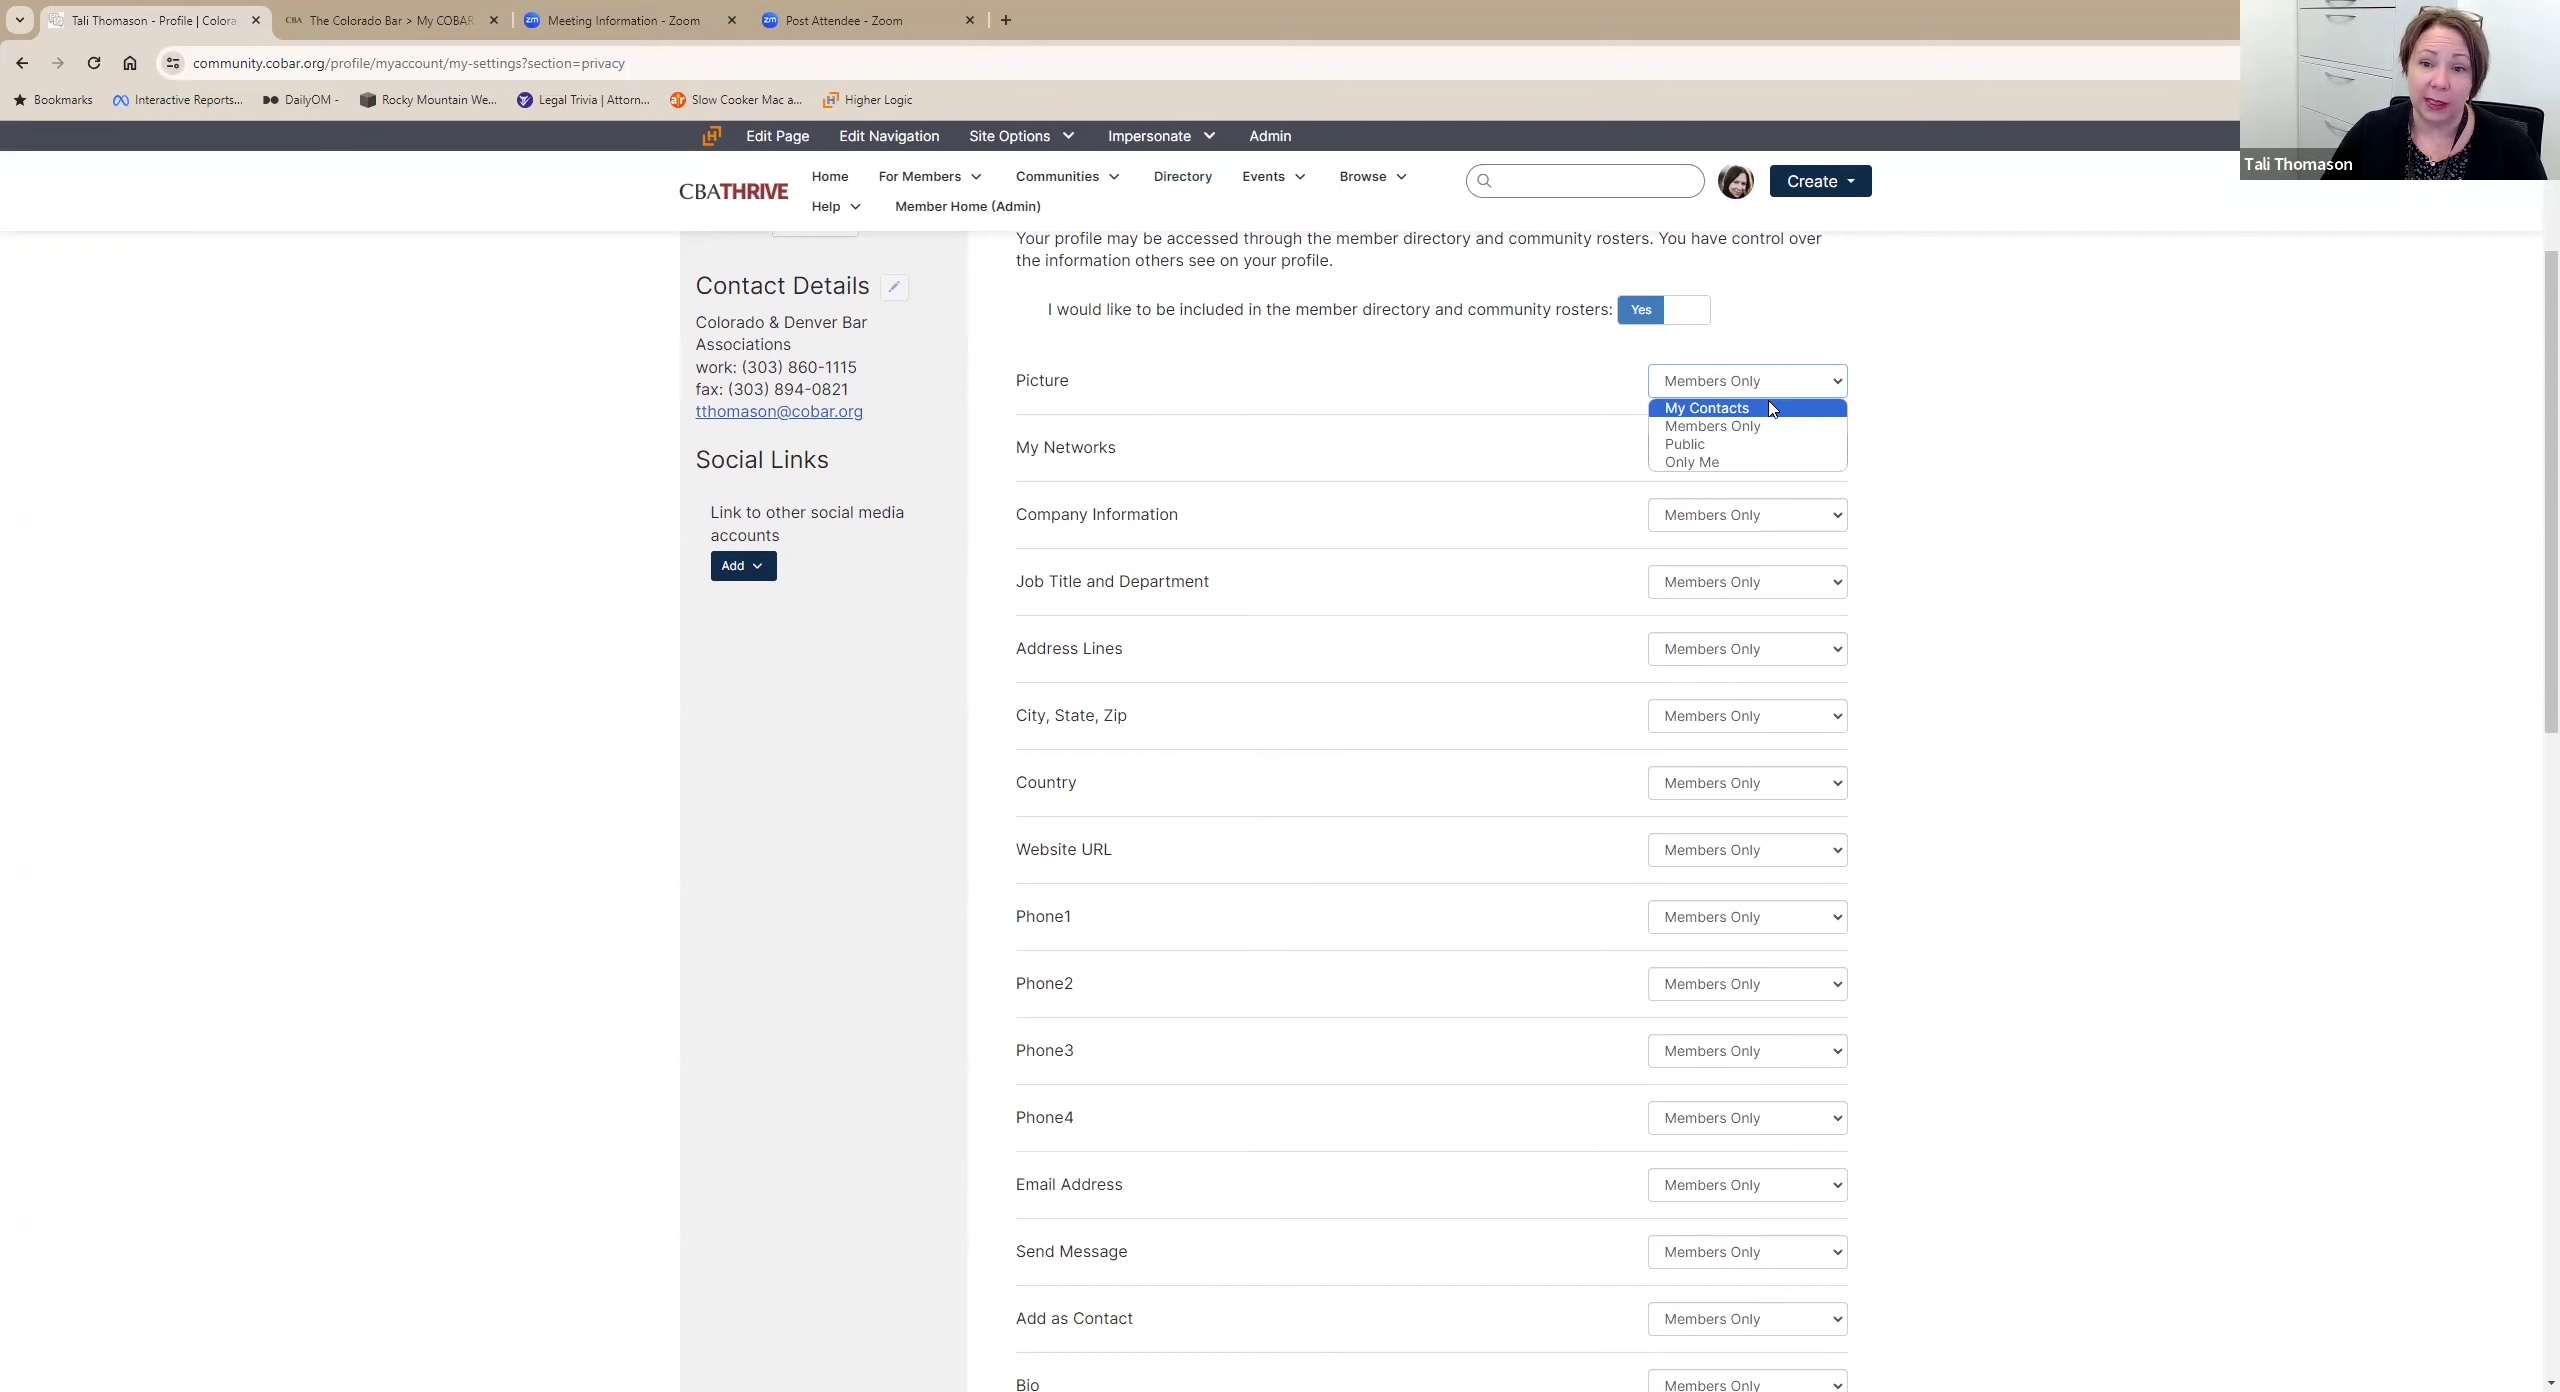 Tali Thomason - Profile | Colora
CBA The Colorado Bar > My COBAR
zm Meeting Information - Zoom
zm Post Attendee - Zoom
community.cobar.org/profile/myaccount/my-settings?section=privacy
Bookmarks
Interactive Reports...
DailyOM -
Rocky Mountain We...
Legal Trivia | Attorn...
Slow Cooker Mac a...
Higher Logic
Edit Page
Edit Navigation
Site Options
Impersonate
Admin
Tali Thomason
CBATHRIVE
Home
For Members
Communities
Directory
Events
Browse
Help
Member Home (Admin)
Create
Contact Details
Colorado & Denver Bar
Associations
work: (303) 860-1115
fax: (303) 894-0821
tthomason@cobar.org
Social Links
Link to other social media
accounts
Add
Your profile may be accessed through the member directory and community rosters. You have control over
the information others see on your profile.
I would like to be included in the member directory and community rosters: Yes
Picture Members Only
My Contacts
Members Only
Public
Only Me
My Networks
Company Information Members Only
Job Title and Department Members Only
Address Lines Members Only
City, State, Zip Members Only
Country Members Only
Website URL Members Only
Phone1 Members Only
Phone2 Members Only
Phone3 Members Only
Phone4 Members Only
Email Address Members Only
Send Message Members Only
Add as Contact Members Only
Bio Members Only